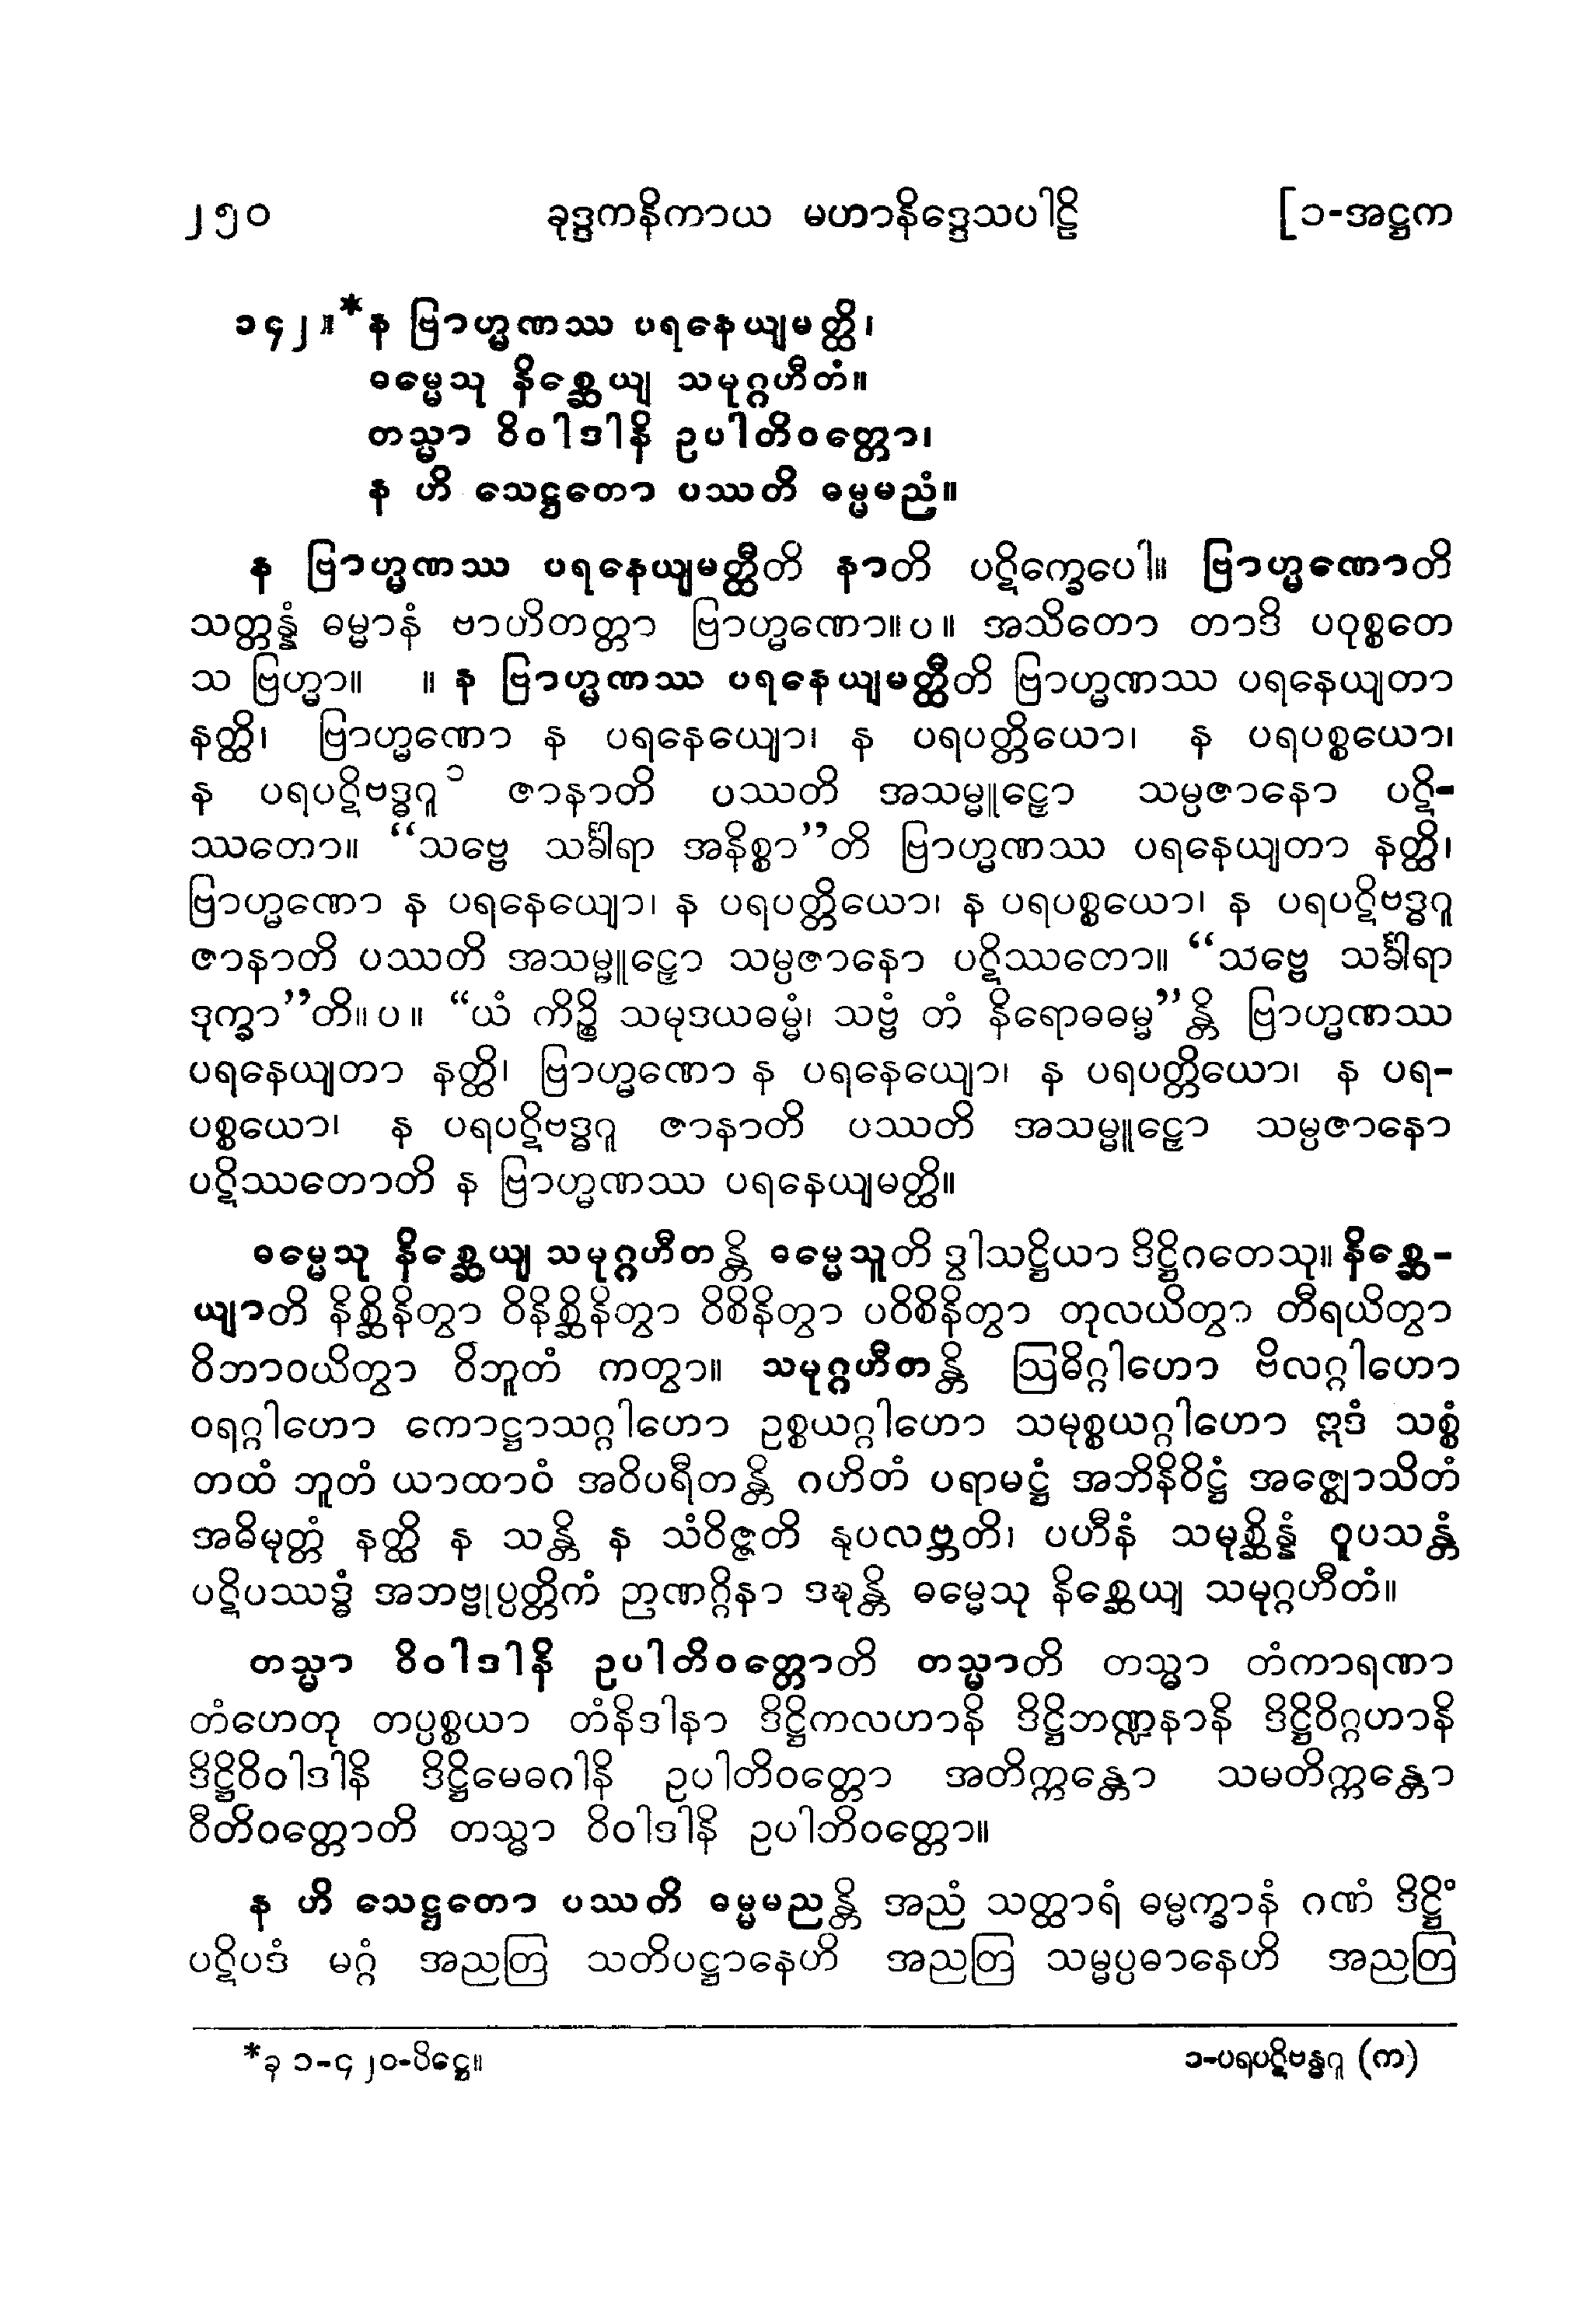 ၂၅၀ ခုဒ္ဒကနိကာယ မဟာနိဒ္ဒေသပါဠိ [၁-အဋ္ဌက
၁၄၂။*န ဗြာဟ္မဏဿ ပရနေယျမတ္ထိ၊
ဓမ္မေသု နိစ္ဆေယျ သမုဂ္ဂဟီတံ။
တသ္မာ ဝိဝါဒါနိ ဥပါတိဝတ္တော၊
န ဟိ သေဋ္ဌတော ပဿတိ ဓမ္မမညံ။
န ဗြာဟ္မဏဿ ပရနေယျမတ္ထီတိ နာတိ ပဋိက္ခေပေါ။ ဗြာဟ္မဏောတိ
သတ္တန္နံ ဓမ္မာနံ ဗာဟိတတ္တာ ဗြာဟ္မဏော။ပ။ အသိတော တာဒိ ပဝုစ္စတေ
သ ဗြဟ္မာ။ ။ န ဗြာဟ္မဏဿ ပရနေယျမတ္ထီတိ ဗြာဟ္မဏဿ ပရနေယျတာ
နတ္ထိ၊ ဗြာဟ္မဏော န ပရနေယျော၊ န ပရပတ္တိယော၊ န ပရပစ္စယော၊
န ပရပဋိဗဒ္ဓဂူ၁ ဇာနာတိ ပဿတိ အသမ္မူဠှော သမ္ပဇာနော ပဋိ-
ဿတော။ “သဗ္ဗေ သင်္ခါရာ အနိစ္စာ”တိ ဗြာဟ္မဏဿ ပရနေယျတာ နတ္ထိ၊
ဗြာဟ္မဏော န ပရနေယျော၊ န ပရပတ္တိယော၊ န ပရပစ္စယော၊ န ပရပဋိဗဒ္ဓဂူ
ဇာနာတိ ပဿတိ အသမ္မူဠှော သမ္ပဇာနော ပဋိဿတော။ “သဗ္ဗေ သင်္ခါရာ
ဒုက္ခာ”တိ။ပ။ “ယံ ကိဉ္စိ သမုဒယဓမ္မံ၊ သဗ္ဗံ တံ နိရောဓဓမ္မ”န္တိ ဗြာဟ္မဏဿ
ပရနေယျတာ နတ္ထိ၊ ဗြာဟ္မဏော န ပရနေယျော၊ န ပရပတ္တိယော၊ န ပရ-
ပစ္စယော၊ န ပရပဋိဗဒ္ဓဂူ ဇာနာတိ ပဿတိ အသမ္မူဠှော သမ္ပဇာနော
ပဋိဿတောတိ န ဗြာဟ္မဏဿ ပရနေယျမတ္ထိ။
ဓမ္မေသု နိစ္ဆေယျ သမုဂ္ဂဟီတန္တိ ဓမ္မေသူတိ ဒွါသဋ္ဌိယာ ဒိဋ္ဌိဂတေသု။ နိစ္ဆေ-
ယျာတိ နိစ္ဆိနိတွာ ဝိနိစ္ဆိနိတွာ ဝိစိနိတွာ ပဝိစိနိတွာ တုလယိတွာ တီရယိတွာ
ဝိဘာဝယိတွာ ဝိဘူတံ ကတွာ။ သမုဂ္ဂဟီတန္တိ ဩဓိဂ္ဂါဟော ဗိလဂ္ဂါဟော
ဝရဂ္ဂါဟော ကောဋ္ဌာသဂ္ဂါဟော ဥစ္စယဂ္ဂါဟော သမုစ္စယဂ္ဂါဟော ဣဒံ သစ္စံ
တထံ ဘူတံ ယာထာဝံ အဝိပရီတန္တိ ဂဟိတံ ပရာမဋ္ဌံ အဘိနိဝိဋ္ဌံ အဇ္ဈောသိတံ
အဓိမုတ္တံ နတ္ထိ န သန္တိ န သံဝိဇ္ဇတိ နုပလဗ္ဘတိ၊ ပဟီနံ သမုစ္ဆိန္နံ ဝူပသန္တံ
ပဋိပဿဒ္ဓံ အဘဗ္ဗုပ္ပတ္တိကံ ဉာဏဂ္ဂိနာ ဒဍ္ဎန္တိ ဓမ္မေသု နိစ္ဆေယျ သမုဂ္ဂဟီတံ။
တသ္မာ ဝိဝါဒါနိ ဥပါတိဝတ္တောတိ တသ္မာတိ တသ္မာ တံကာရဏာ
တံဟေတု တပ္ပစ္စယာ တံနိဒါနာ ဒိဋ္ဌိကလဟာနိ ဒိဋ္ဌိဘဏ္ဍနာနိ ဒိဋ္ဌိဝိဂ္ဂဟာနိ
ဒိဋ္ဌိဝိဝါဒါနိ ဒိဋ္ဌိမေဓဂါနိ ဥပါတိဝတ္တော အတိက္ကန္တော သမတိက္ကန္တော
ဝီတိဝတ္တောတိ တသ္မာ ဝိဝါဒါနိ ဥပါဘိဝတ္တော။
န ဟိ သေဋ္ဌတော ပဿတိ ဓမ္မမညန္တိ အညံ သတ္ထာရံ ဓမ္မက္ခာနံ ဂဏံ ဒိဋ္ဌိံ
ပဋိပဒံ မဂ္ဂံ အညတြ သတိပဋ္ဌာနေဟိ အညတြ သမ္မပ္ပဓာနေဟိ အညတြ
*ခု ၁-၄၂၀-ပိဋ္ဌေ။ ၁-ပရပဋိဗန္ဓဂူ (က)